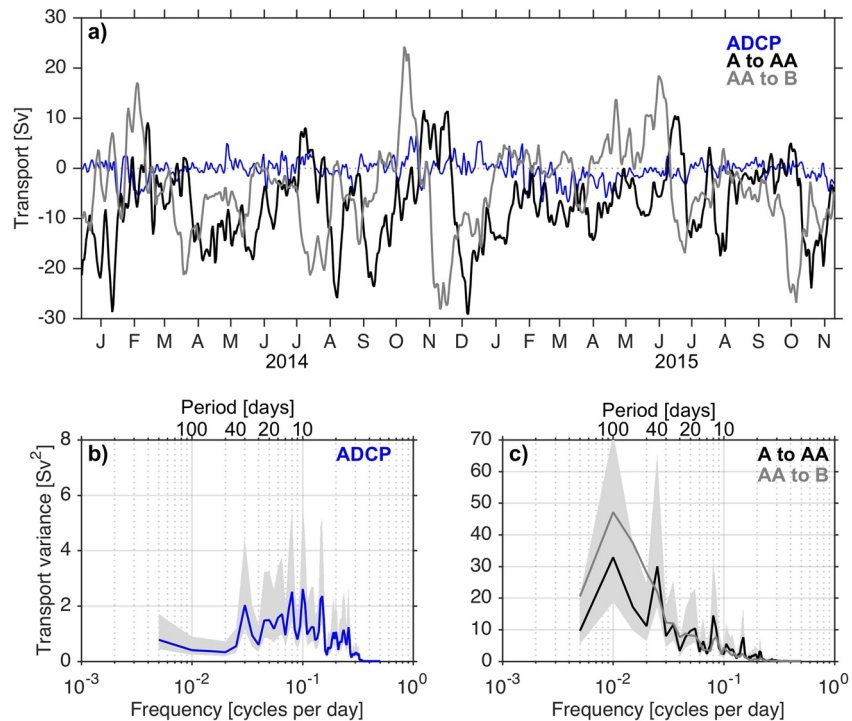 a)
ADCP
A to AA
AA to B
Transport [Sv]
30
20
10
0
-10
-20
-30
J F M A M J J A S O N D J F M A M J J A S O N
2014 2015
Period [days]
100 40 20 10
b) ADCP
Transport variance [Sv²]
8
6
4
2
0
10⁻³ 10⁻² 10⁻¹ 10⁰
Frequency [cycles per day]
Period [days]
100 40 20 10
c) A to AA
AA to B
70
60
50
40
30
20
10
0
10⁻³ 10⁻² 10⁻¹ 10⁰
Frequency [cycles per day]